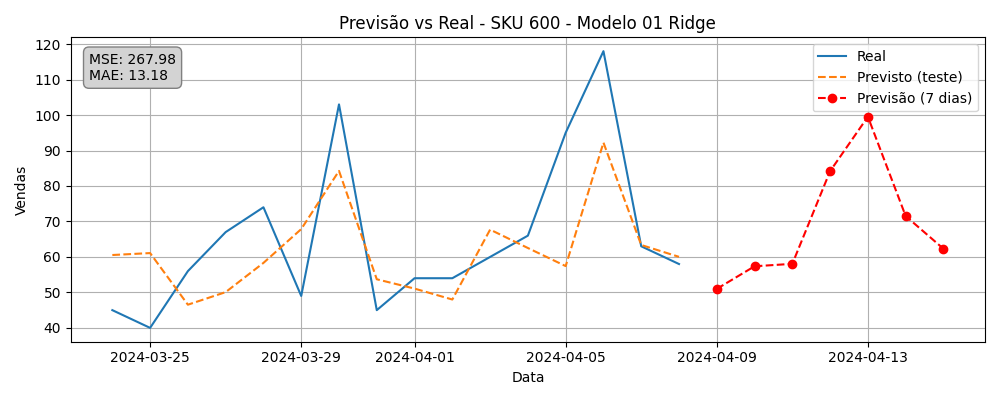 Previsão vs Real - SKU 600 - Modelo 01 Ridge
MSE: 267.98
MAE: 13.18
Real
Previsto (teste)
Previsão (7 dias)
Vendas
120
110
100
90
80
70
60
50
40
2024-03-25
2024-03-29
2024-04-01
2024-04-05
2024-04-09
2024-04-13
Data